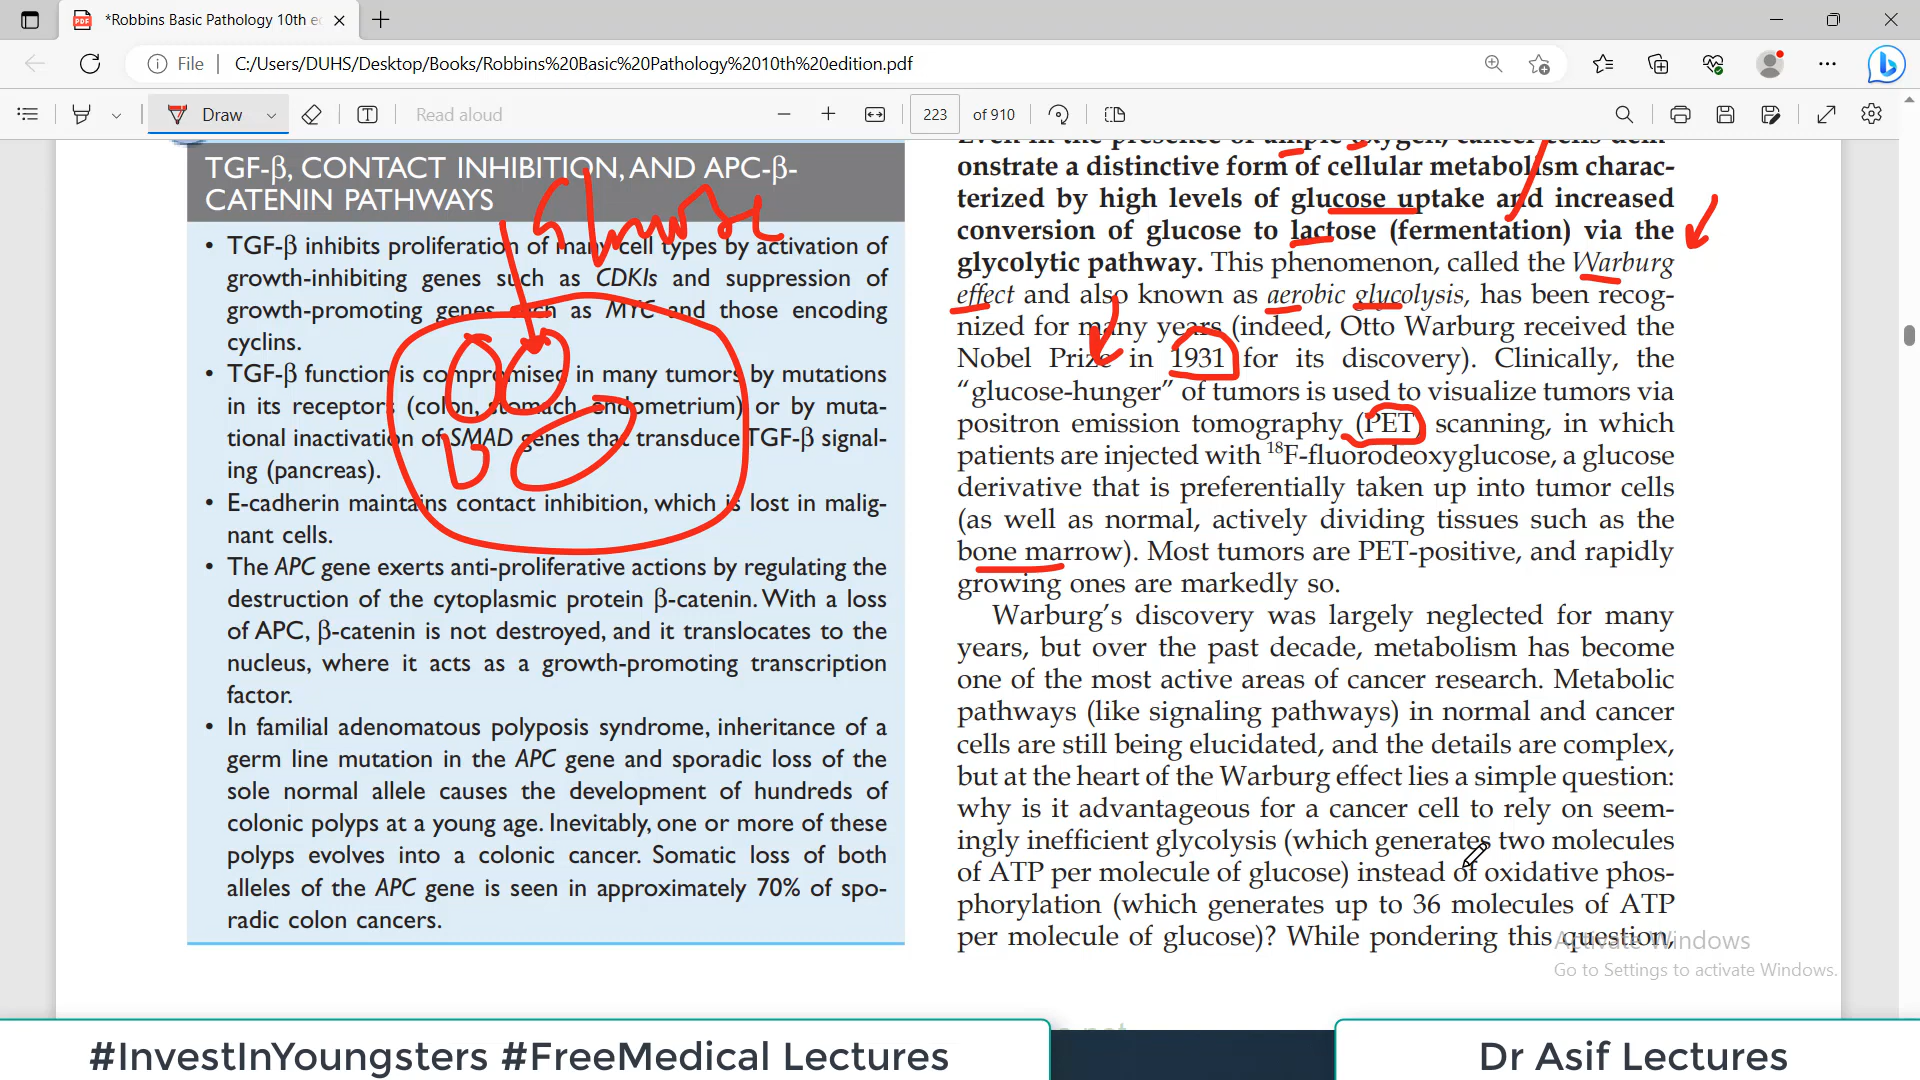 *Robbins Basic Pathology 10th e
File
C:/Users/DUHS/Desktop/Books/Robbins%20Basic%20Pathology%2010th%20edition.pdf
Draw
Read aloud
223 of 910
TGF-β, CONTACT INHIBITION, AND APC-β-
CATENIN PATHWAYS
Glucose
• TGF-β inhibits proliferation of many cell types by activation of
growth-inhibiting genes such as CDKIs and suppression of
growth-promoting genes such as MYC and those encoding
cyclins.
• TGF-β function is compromised in many tumors by mutations
in its receptors (colon, stomach, endometrium) or by muta-
tional inactivation of SMAD genes that transduce TGF-β signal-
ing (pancreas).
• E-cadherin maintains contact inhibition, which is lost in malig-
nant cells.
• The APC gene exerts anti-proliferative actions by regulating the
destruction of the cytoplasmic protein β-catenin. With a loss
of APC, β-catenin is not destroyed, and it translocates to the
nucleus, where it acts as a growth-promoting transcription
factor.
• In familial adenomatous polyposis syndrome, inheritance of a
germ line mutation in the APC gene and sporadic loss of the
sole normal allele causes the development of hundreds of
colonic polyps at a young age. Inevitably, one or more of these
polyps evolves into a colonic cancer. Somatic loss of both
alleles of the APC gene is seen in approximately 70% of spo-
radic colon cancers.
Even in the presence of ample oxygen, cancer cells dem-
onstrate a distinctive form of cellular metabolism charac-
terized by high levels of glucose uptake and increased
conversion of glucose to lactose (fermentation) via the
glycolytic pathway. This phenomenon, called the Warburg
effect and also known as aerobic glycolysis, has been recog-
nized for many years (indeed, Otto Warburg received the
Nobel Prize in 1931 for its discovery). Clinically, the
“glucose-hunger” of tumors is used to visualize tumors via
positron emission tomography (PET) scanning, in which
patients are injected with ¹⁸F-fluorodeoxyglucose, a glucose
derivative that is preferentially taken up into tumor cells
(as well as normal, actively dividing tissues such as the
bone marrow). Most tumors are PET-positive, and rapidly
growing ones are markedly so.
Warburg’s discovery was largely neglected for many
years, but over the past decade, metabolism has become
one of the most active areas of cancer research. Metabolic
pathways (like signaling pathways) in normal and cancer
cells are still being elucidated, and the details are complex,
but at the heart of the Warburg effect lies a simple question:
why is it advantageous for a cancer cell to rely on seem-
ingly inefficient glycolysis (which generates two molecules
of ATP per molecule of glucose) instead of oxidative phos-
phorylation (which generates up to 36 molecules of ATP
per molecule of glucose)? While pondering this question,
Activate Windows
Go to Settings to activate Windows.
#InvestInYoungsters #FreeMedical Lectures
Dr Asif Lectures